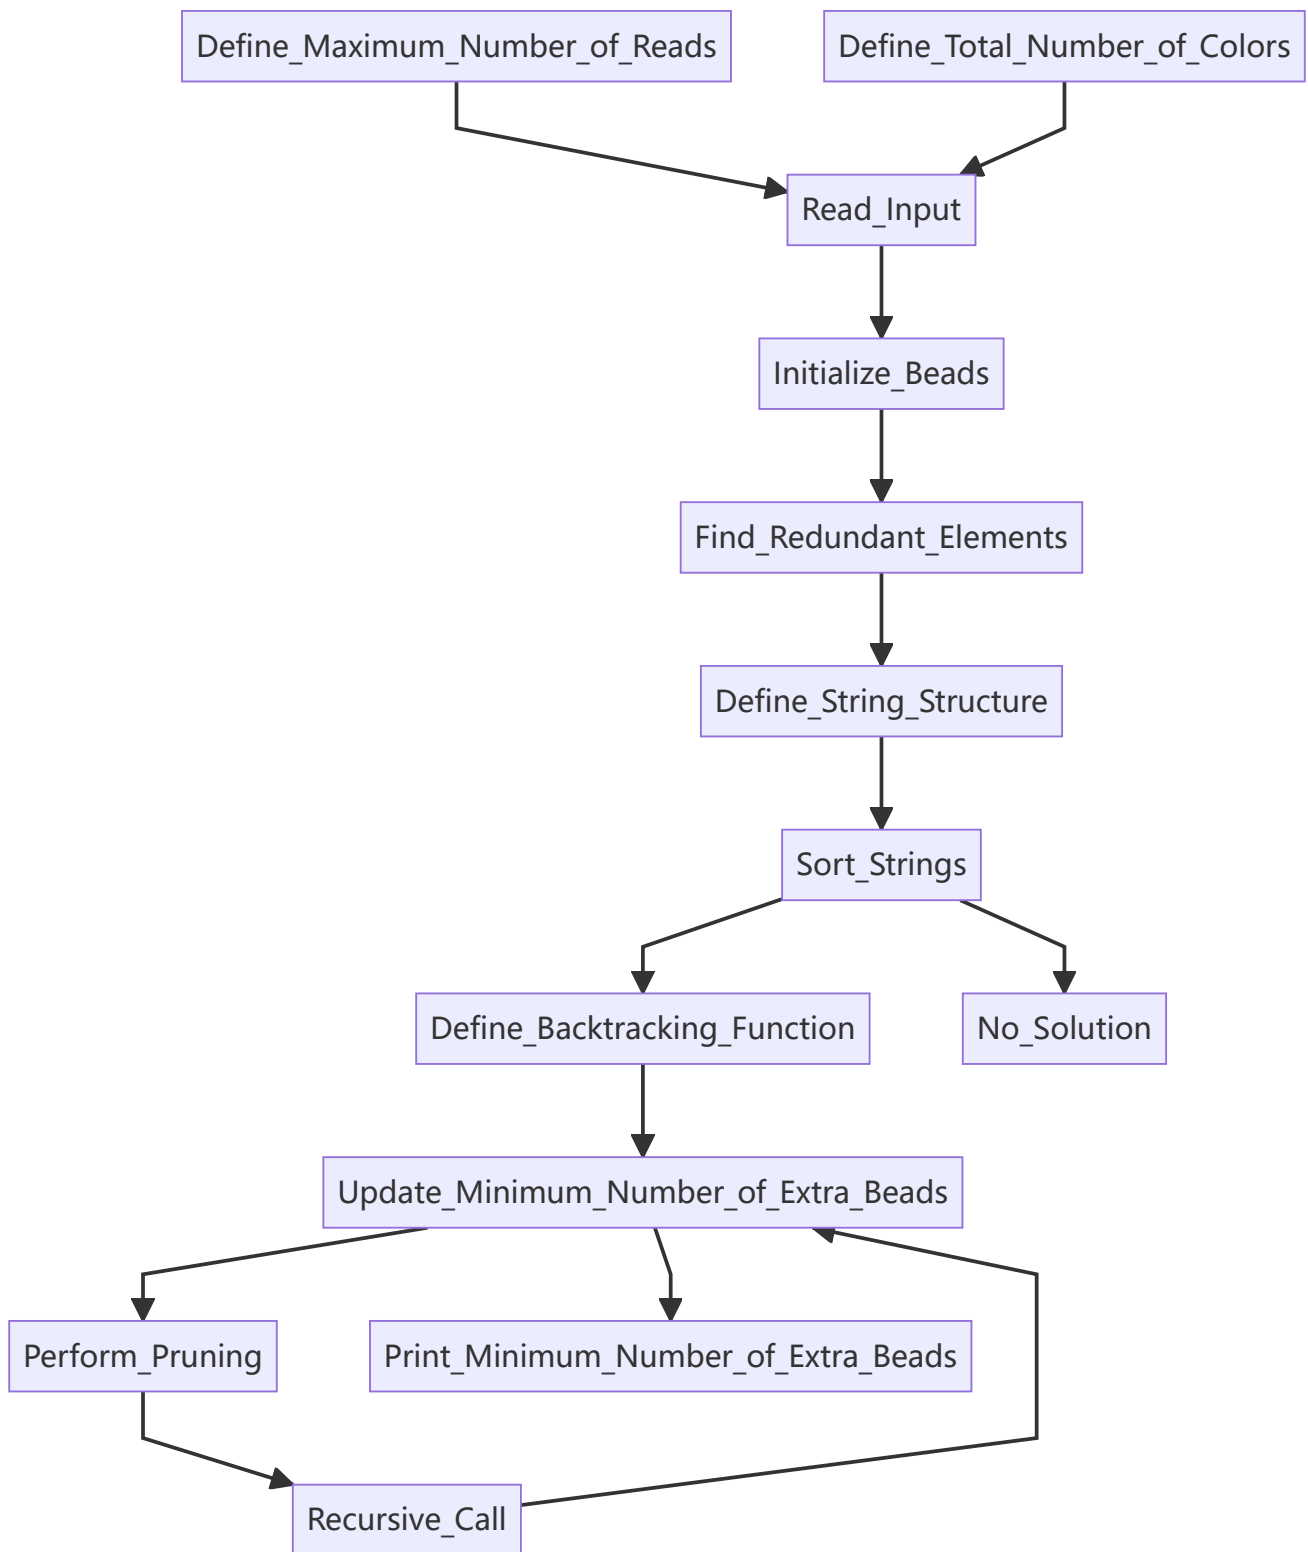 Define_Maximum_Number_of_Reads
Define_Total_Number_of_Colors
Read_Input
Initialize_Beads
Find_Redundant_Elements
Define_String_Structure
Sort_Strings
Define_Backtracking_Function
No_Solution
Update_Minimum_Number_of_Extra_Beads
Perform_Pruning
Print_Minimum_Number_of_Extra_Beads
Recursive_Call